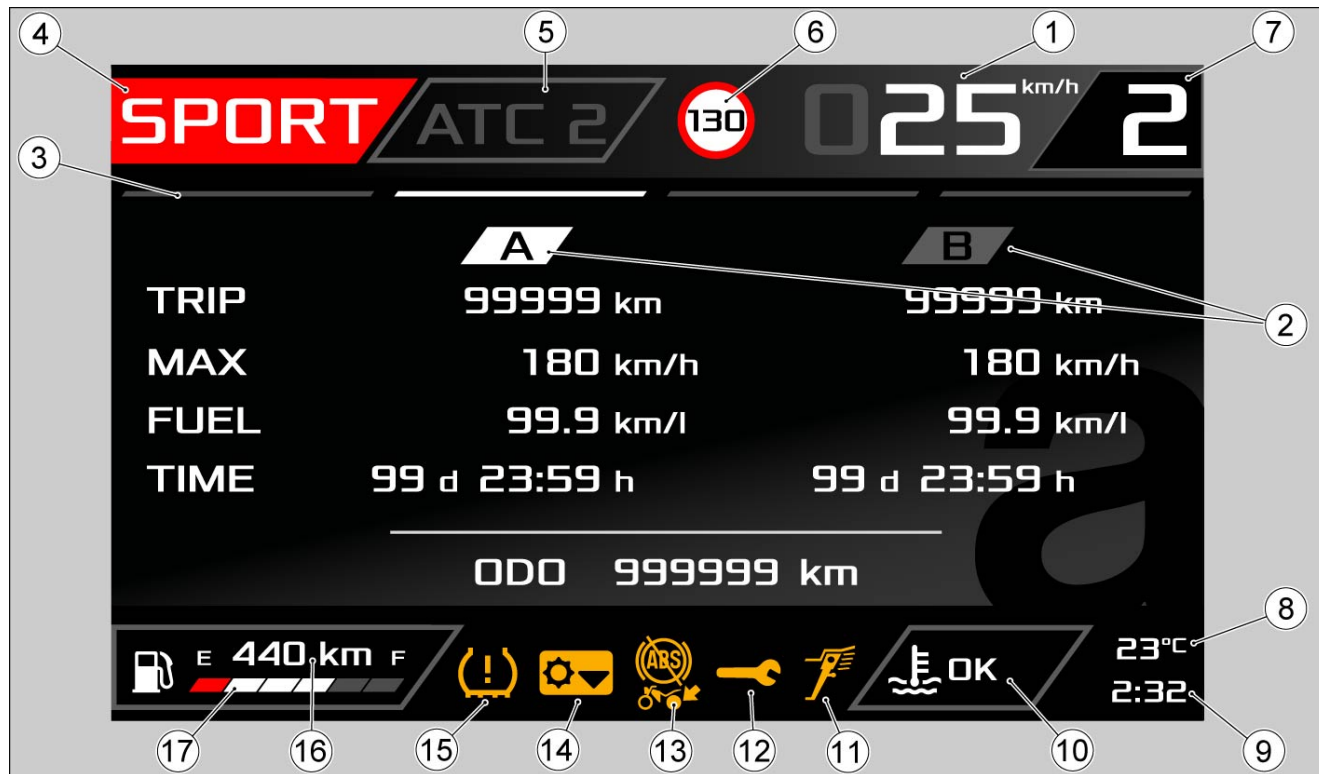 4 5 6 1 7
SPORT ATC 2 130 025 km/h 2
3
A B
TRIP 99999 km 99999 km
2
MAX 180 km/h 180 km/h
FUEL 99.9 km/l 99.9 km/l
TIME 99 d 23:59 h 99 d 23:59 h
a
ODO 999999 km
8
E 440 km F (!) ABS OK 23°C
2:32
17 16 15 14 13 12 11 10 9